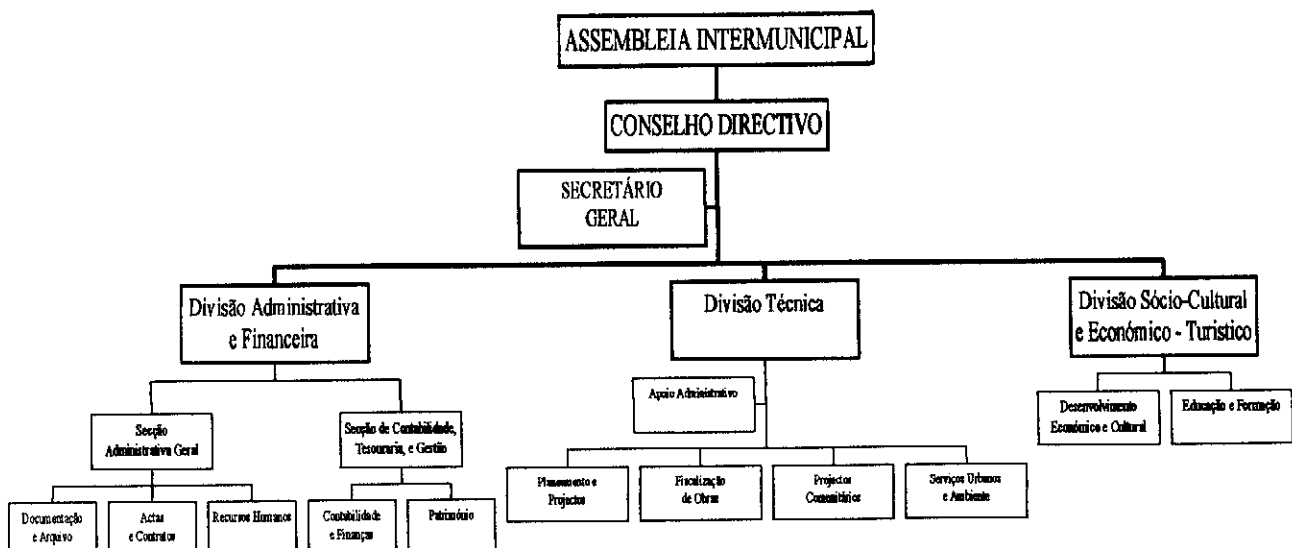 ASSEMBLEIA INTERMUNICIPAL
CONSELHO DIRECTIVO
SECRETÁRIO
GERAL
Divisão Administrativa
e Financeira
Divisão Técnica
Divisão Sócio-Cultural
e Económico - Turistico
Apoio Administrativo
Desenvolvimento
Económico e Cultural
Educação e Formação
Secção
Administrativa Geral
Secção de Contabilidade,
Tesouraria, e Gestão
Planeamento e
Projectos
Fiscalização
de Obras
Projectos
Comunitários
Serviços Urbanos
e Ambiente
Documentação
e Arquivo
Actas
e Contratos
Recursos Humanos
Contabilidade
e Finanças
Património